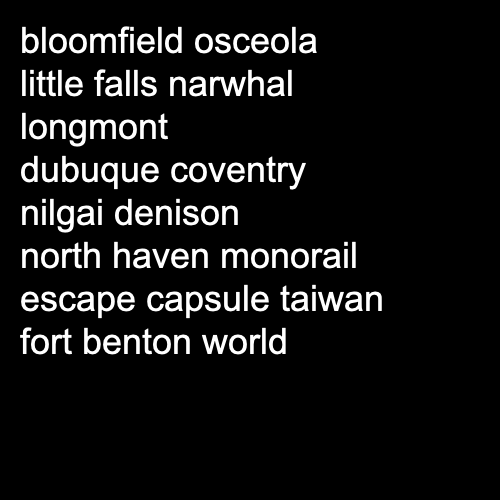 bloomfield osceola
little falls narwhal
longmont
dubuque coventry
nilgai denison
north haven monorail
escape capsule taiwan
fort benton world